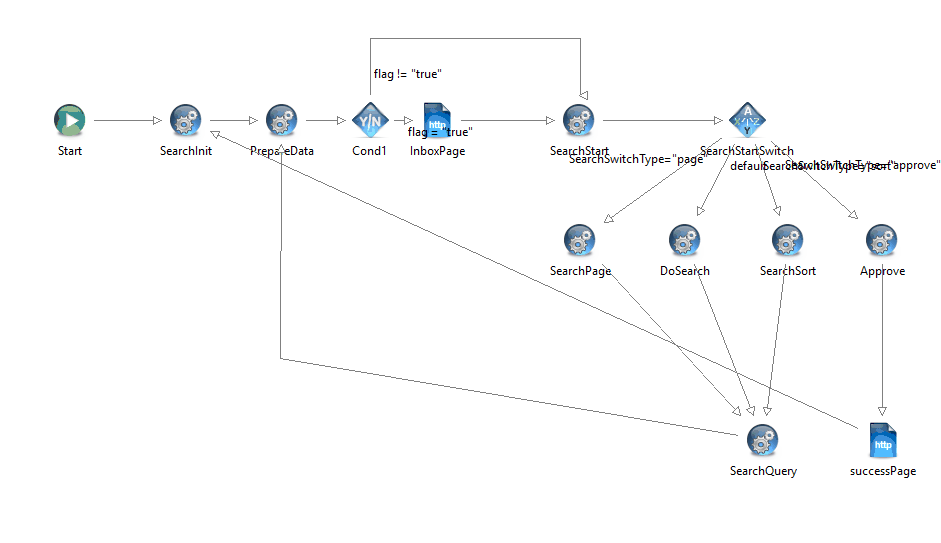 flag != "true"
Y|N
http
flag = "true"
A
X Z
Y
Start
SearchInit
PrepareData
Cond1
InboxPage
SearchStart
SearchStartSwitch
SearchSwitchType="page"
default
SearchSwitchType="sort"
SearchSwitchType="approve"
SearchPage
DoSearch
SearchSort
Approve
http
SearchQuery
successPage